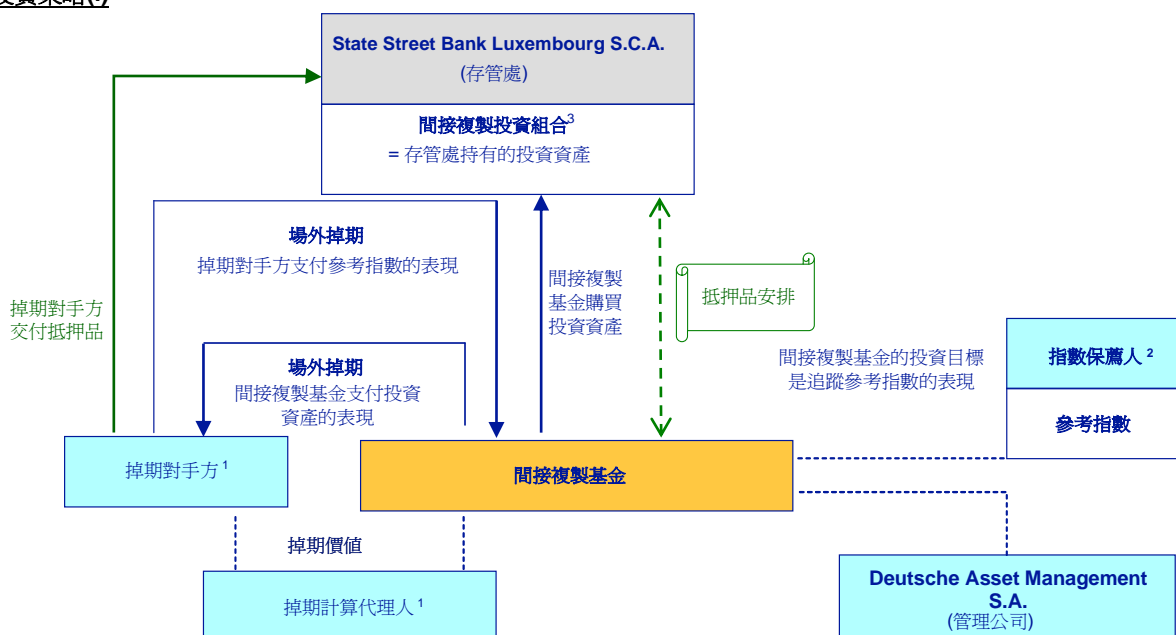 投資策略(i)
State Street Bank Luxembourg S.C.A.
(存管處)
間接複製投資組合3
= 存管處持有的投資資產
場外掉期
掉期對手方支付參考指數的表現
掉期對手方
交付抵押品
間接複製
基金購買
投資資產
抵押品安排
場外掉期
間接複製基金支付投資
資產的表現
間接複製基金的投資目標
是追蹤參考指數的表現
指數保薦人 2
參考指數
掉期對手方 1
間接複製基金
掉期價值
掉期計算代理人 1
Deutsche Asset Management
S.A.
(管理公司)